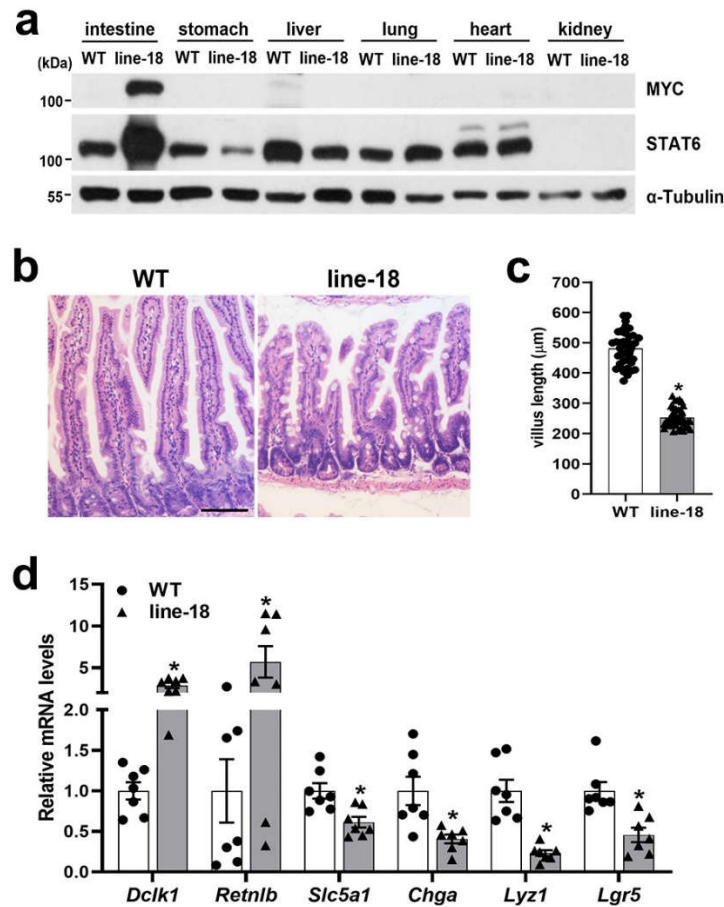 a
intestine stomach liver lung heart kidney
(kDa) WT line-18 WT line-18 WT line-18 WT line-18 WT line-18 WT line-18
MYC
100
STAT6
100
55
α-Tubulin
b
WT line-18
c
700
600
500
400
300
200
100
0
villus length (μm)
*
WT line-18
d
WT
line-18
Relative mRNA levels
15
10
5
2.0
1.5
1.0
0.5
0.0
* * * * * *
Dclk1 Retnlb Slc5a1 Chga Lyz1 Lgr5